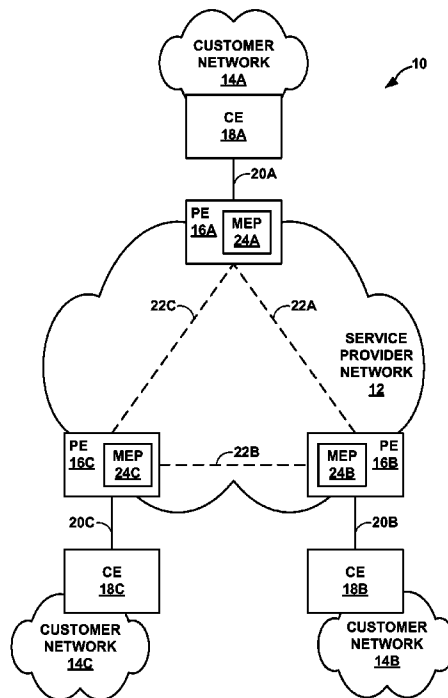 CUSTOMER
NETWORK
14A
10
CE
18A
20A
PE
16A
MEP
24A
22C
22A
SERVICE
PROVIDER
NETWORK
12
PE
16C
MEP
24C
22B
MEP
24B
PE
16B
20C
20B
CE
18C
CE
18B
CUSTOMER
NETWORK
14C
CUSTOMER
NETWORK
14B